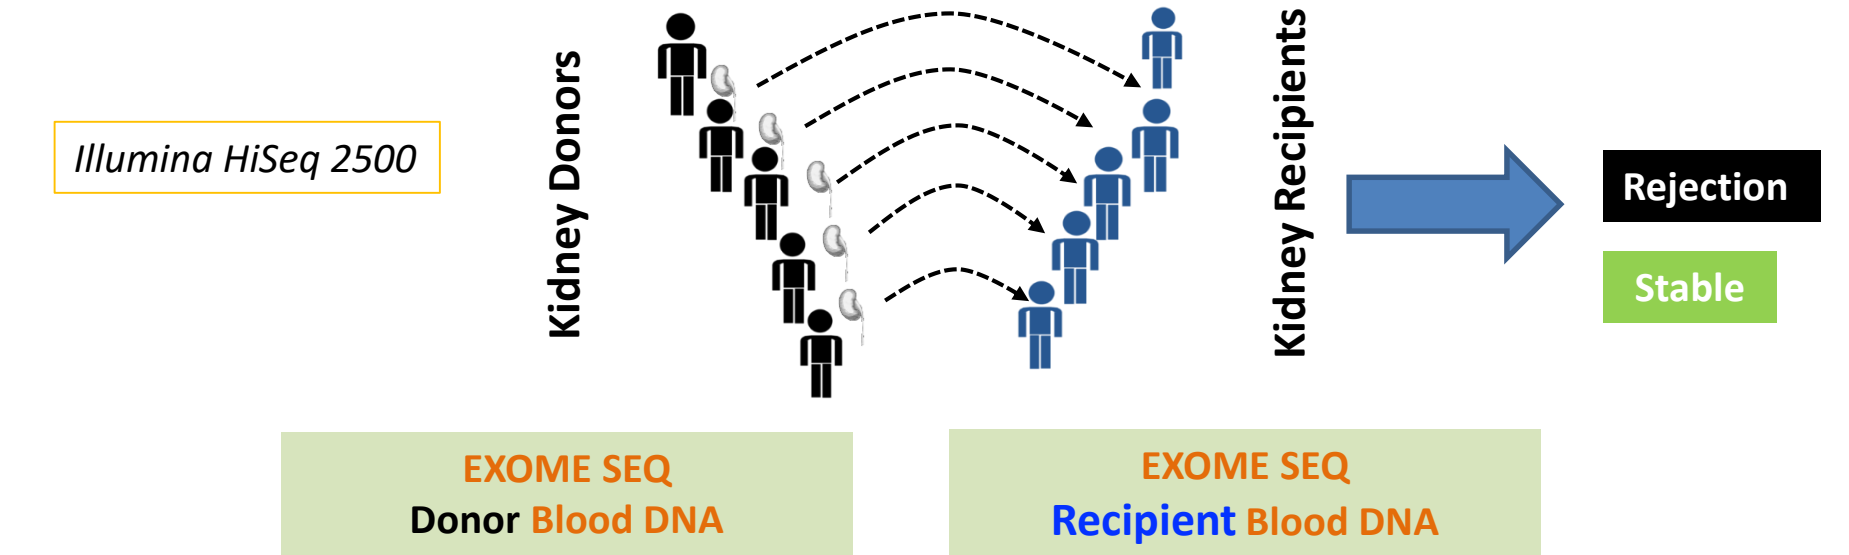 Illumina HiSeq 2500
Kidney Donors
Kidney Recipients
Rejection
Stable
EXOME SEQ
Donor Blood DNA
EXOME SEQ
Recipient Blood DNA